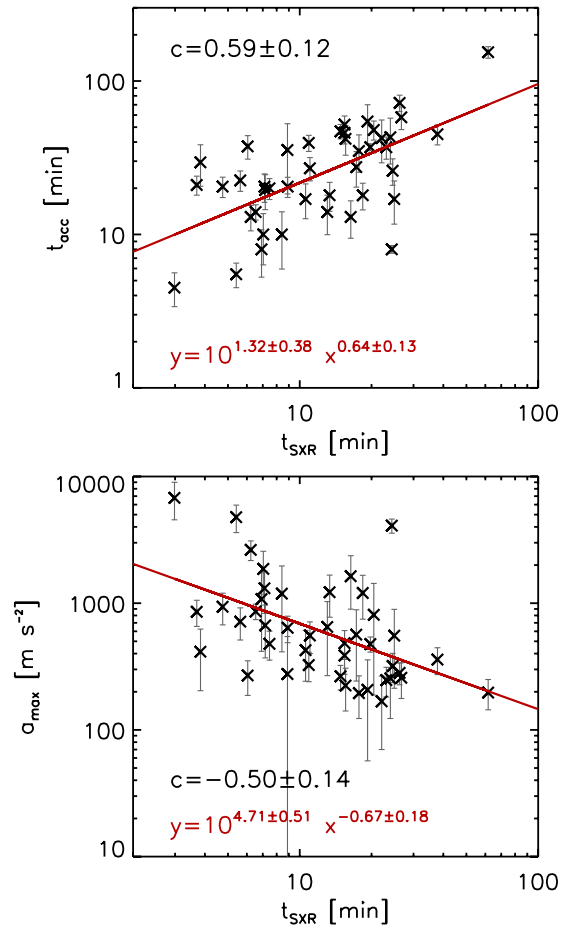 c=0.59±0.12
100
10
1
t_acc [min]
y=10^1.32±0.38 x^0.64±0.13
10
100
t_SXR [min]
10000
1000
100
10
a_max [m s^-2]
c=−0.50±0.14
y=10^4.71±0.51 x^−0.67±0.18
10
100
t_SXR [min]